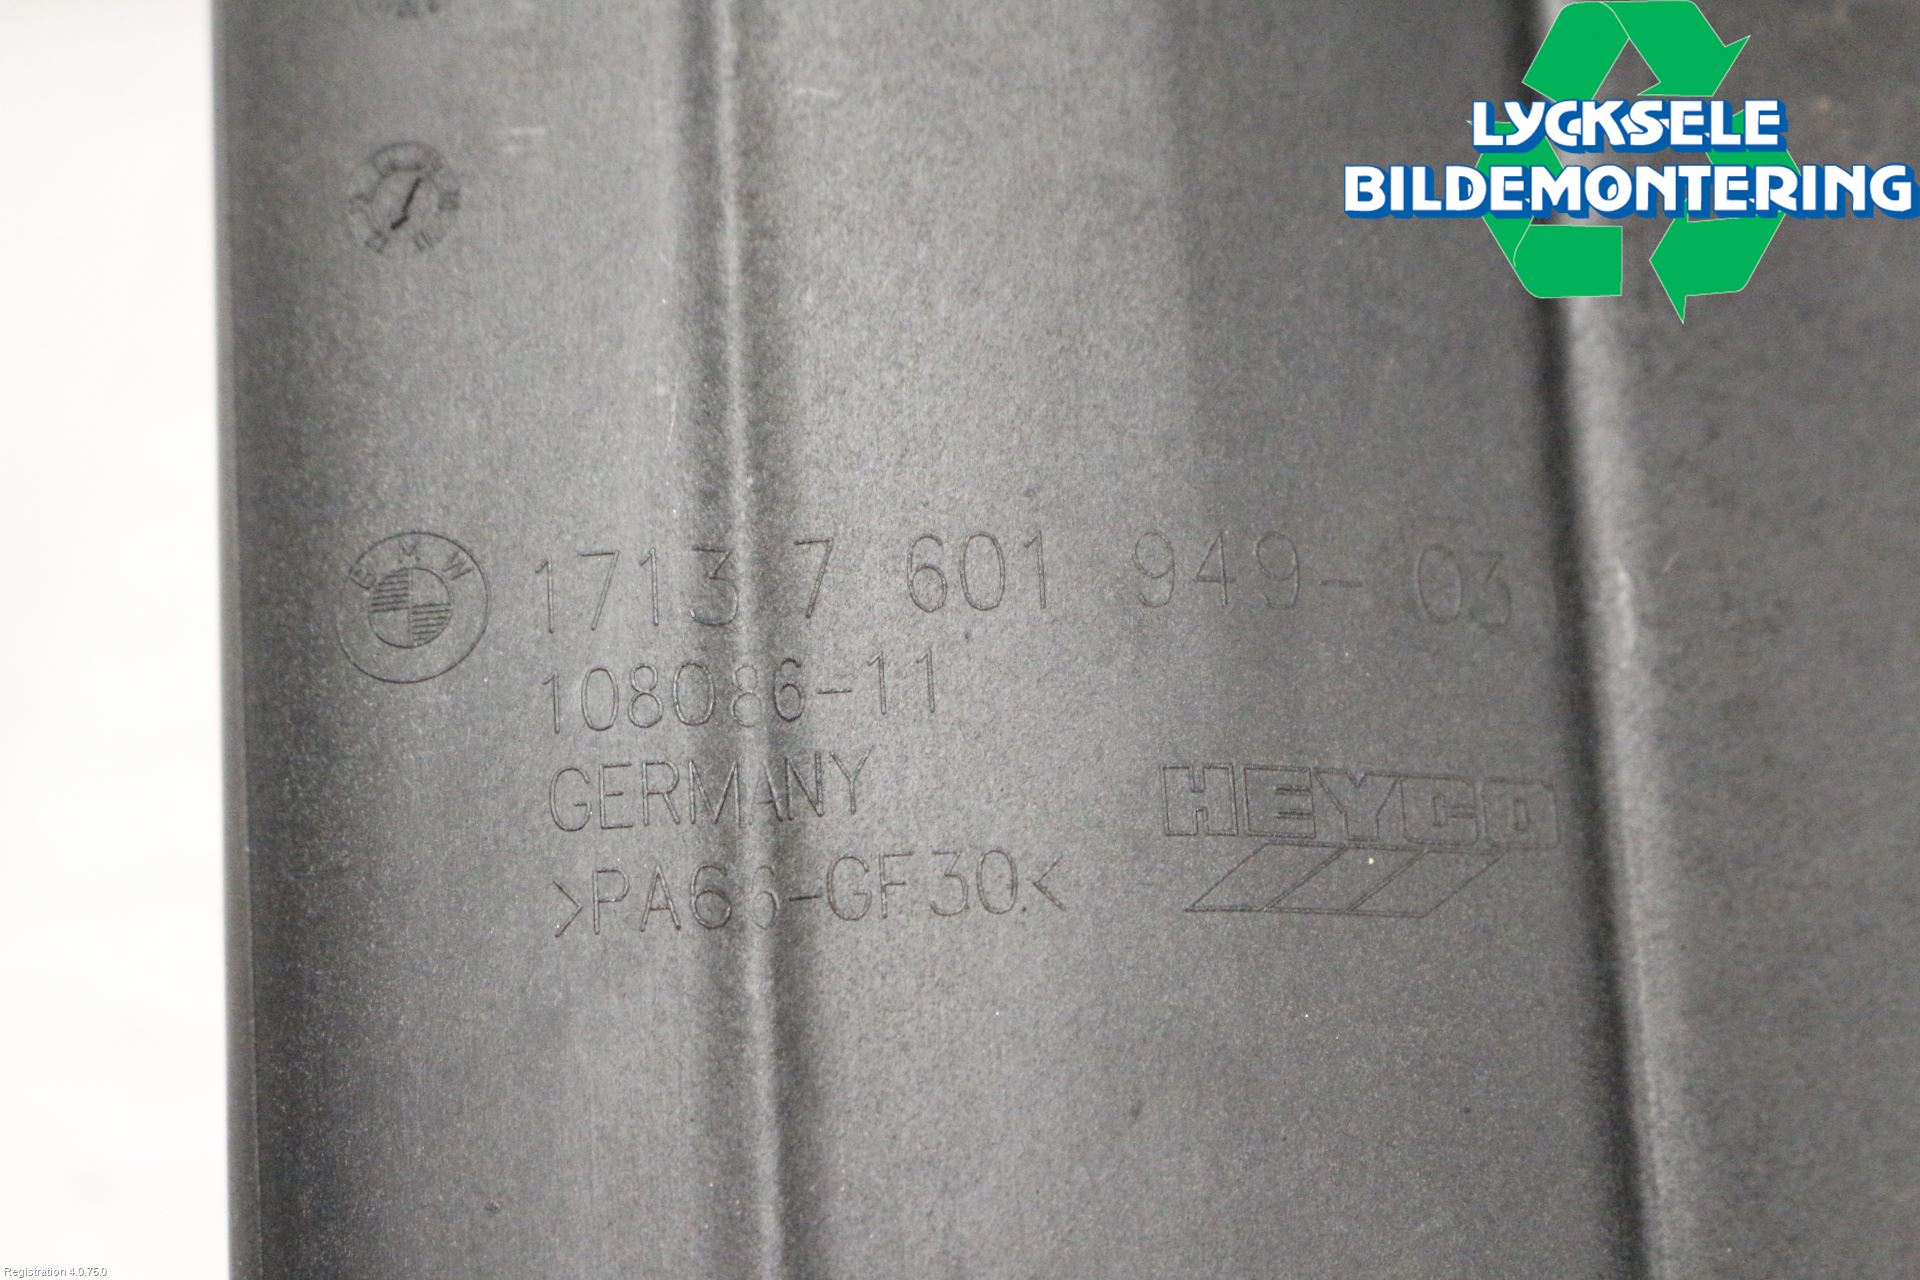 LYCKSELE
BILDEMONTERING
BMW
1713 7 601 949-03
108086-11
GERMANY
HEYCO
>PA66-GF30<
Registration 4.0.75.0